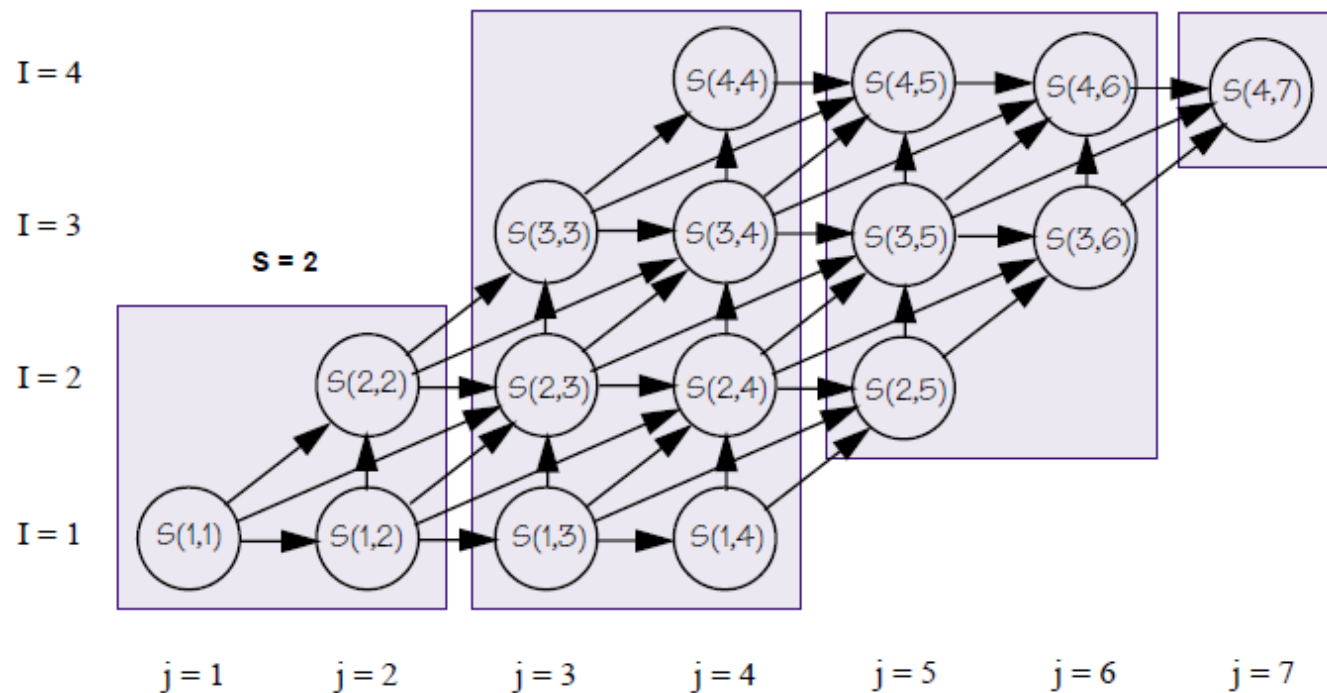 I = 4 S(4,4) S(4,5) S(4,6) S(4,7)
I = 3 S(3,3) S(3,4) S(3,5) S(3,6)
S = 2
I = 2 S(2,2) S(2,3) S(2,4) S(2,5)
I = 1 S(1,1) S(1,2) S(1,3) S(1,4)
j = 1 j = 2 j = 3 j = 4 j = 5 j = 6 j = 7